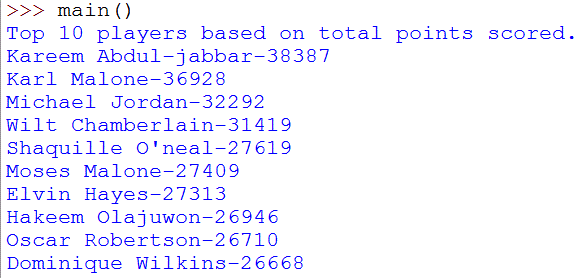 >>> main()
Top 10 players based on total points scored.
Kareem Abdul-jabbar-38387
Karl Malone-36928
Michael Jordan-32292
Wilt Chamberlain-31419
Shaquille O'neal-27619
Moses Malone-27409
Elvin Hayes-27313
Hakeem Olajuwon-26946
Oscar Robertson-26710
Dominique Wilkins-26668